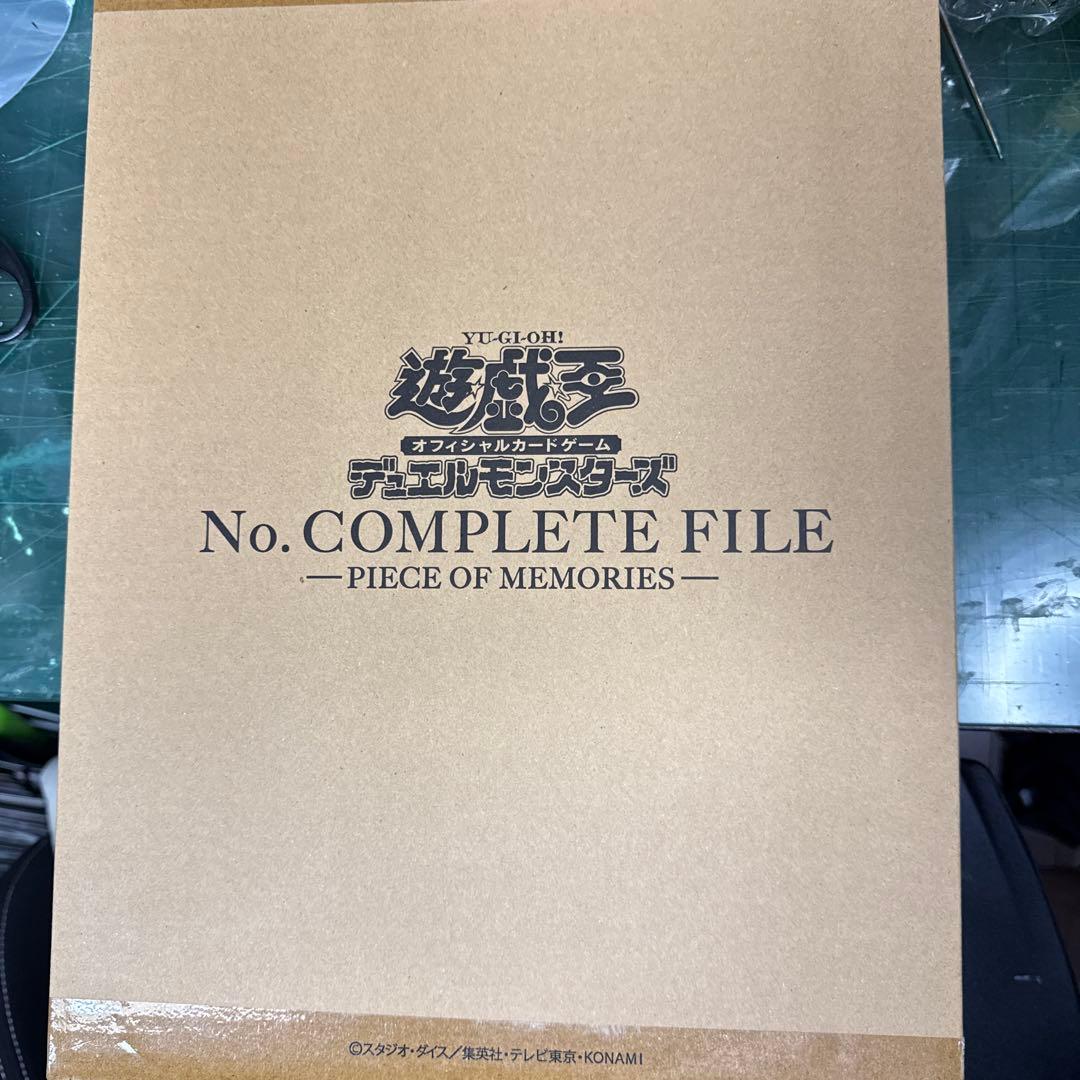 YU-GI-OH!
遊戯王
オフィシャルカードゲーム
デュエルモンスターズ
No. COMPLETE FILE
—PIECE OF MEMORIES—
©スタジオ・ダイス/集英社・テレビ東京・KONAMI